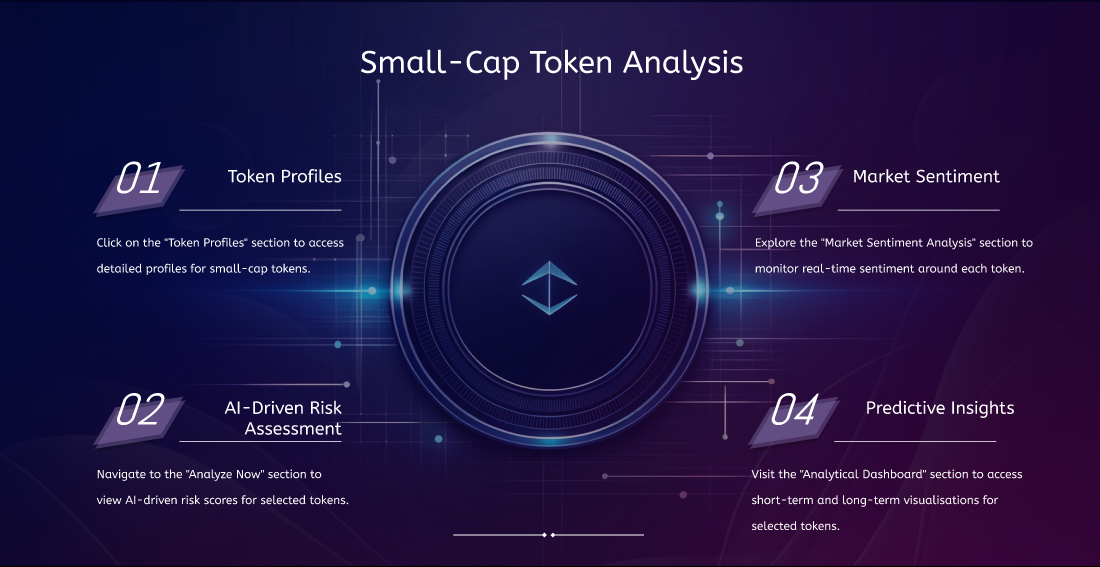 Small-Cap Token Analysis
01
Token Profiles
Click on the "Token Profiles" section to access
detailed profiles for small-cap tokens.
02
AI-Driven Risk
Assessment
Navigate to the "Analyze Now" section to
view AI-driven risk scores for selected tokens.
03
Market Sentiment
Explore the "Market Sentiment Analysis" section to
monitor real-time sentiment around each token.
04
Predictive Insights
Visit the "Analytical Dashboard" section to access
short-term and long-term visualisations for
selected tokens.